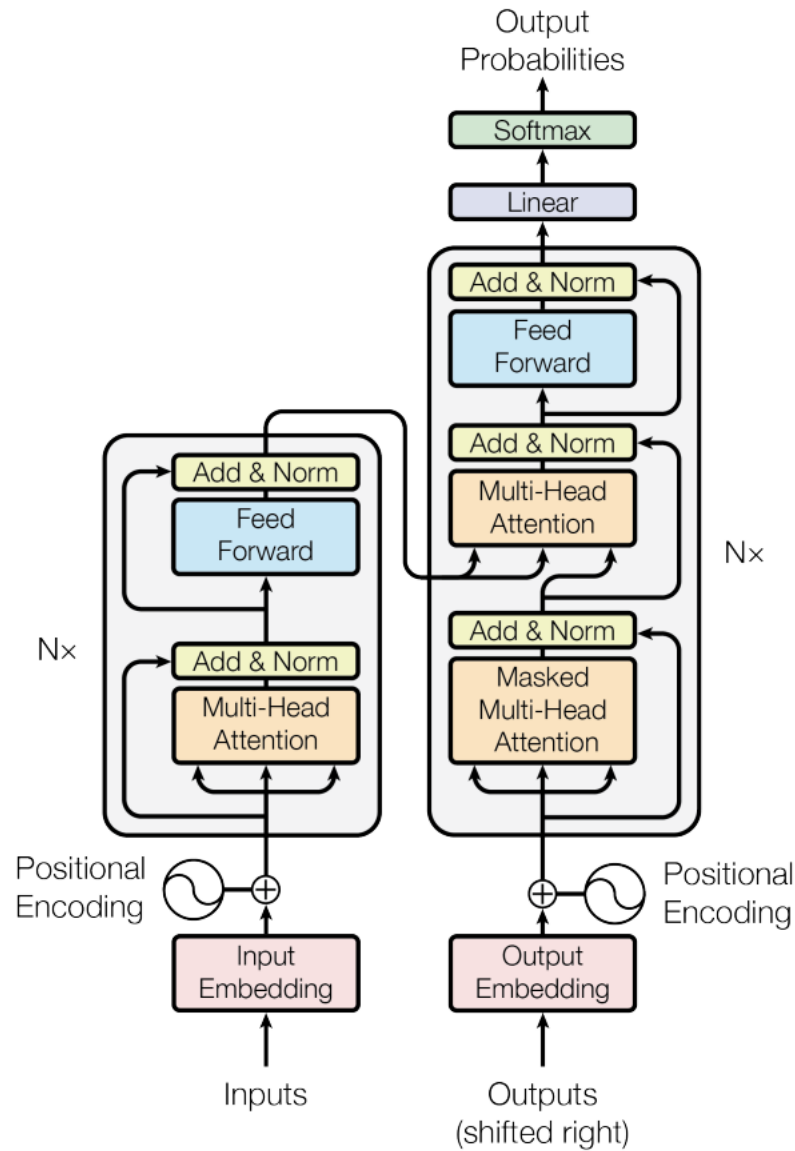 Output
Probabilities
Softmax
Linear
Add & Norm
Feed
Forward
Add & Norm
Multi-Head
Attention
Add & Norm
Masked
Multi-Head
Attention
N×
Add & Norm
Feed
Forward
Add & Norm
Multi-Head
Attention
N×
Positional
Encoding
Positional
Encoding
Input
Embedding
Output
Embedding
Inputs
Outputs
(shifted right)